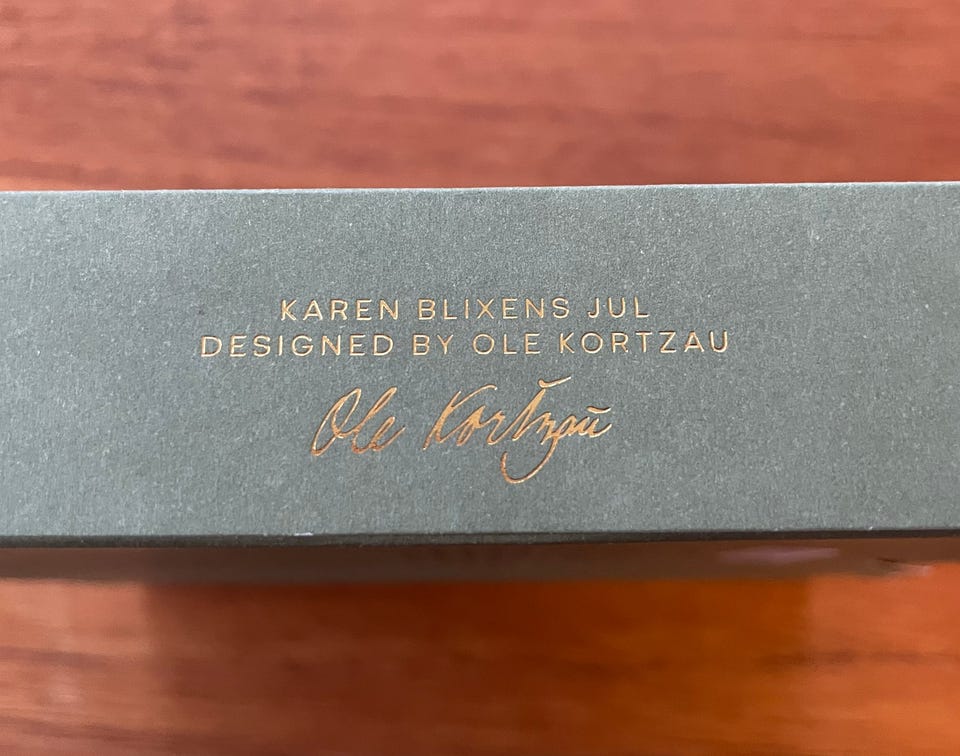 KAREN BLIXENS JUL
DESIGNED BY OLE KORTZAU
Ole Kortzau